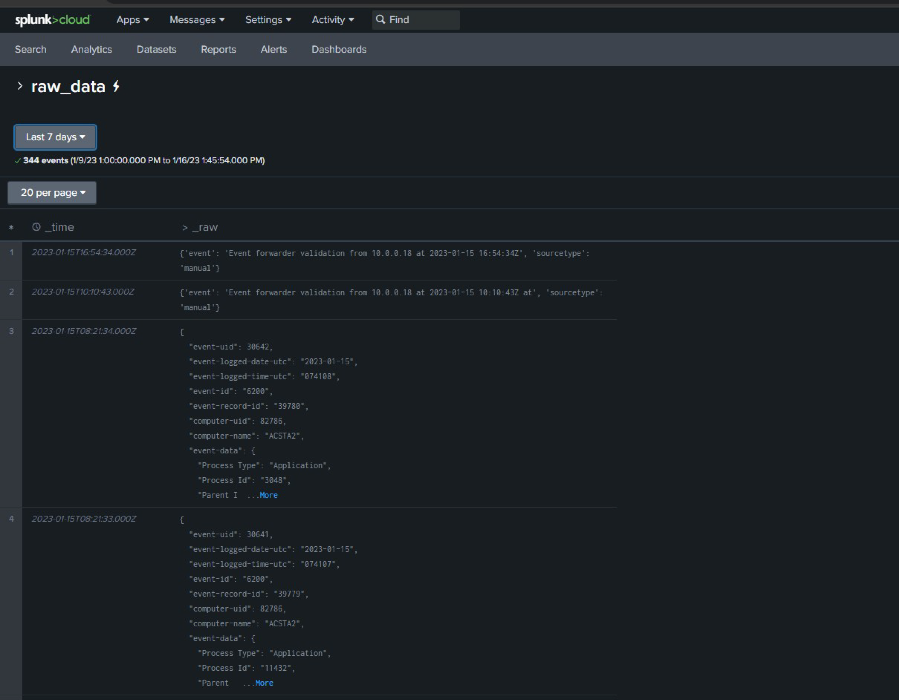 splunk>cloud Apps Messages Settings Activity Find
Search Analytics Datasets Reports Alerts Dashboards
> raw_data
Last 7 days
✓ 344 events (1/9/23 1:00:00.000 PM to 1/16/23 1:45:54.000 PM)
20 per page
* _time > _raw
1 2023-01-15T16:54:34.000Z {'event': 'Event forwarder validation from 10.0.0.18 at 2023-01-15 16:54:34Z', 'sourcetype':
'manual'}
2 2023-01-15T10:10:43.000Z {'event': 'Event forwarder validation from 10.0.0.18 at 2023-01-15 10:10:43Z at', 'sourcetype':
'manual'}
3 2023-01-15T08:21:34.000Z {
"event-uid": 30642,
"event-logged-date-utc": "2023-01-15",
"event-logged-time-utc": "074108",
"event-id": "6200",
"event-record-id": "39780",
"computer-uid": 82786,
"computer-name": "ACSTA2",
"event-data": {
"Process Type": "Application",
"Process Id": "3048",
"Parent I ...More
4 2023-01-15T08:21:33.000Z {
"event-uid": 30641,
"event-logged-date-utc": "2023-01-15",
"event-logged-time-utc": "074107",
"event-id": "6200",
"event-record-id": "39779",
"computer-uid": 82786,
"computer-name": "ACSTA2",
"event-data": {
"Process Type": "Application",
"Process Id": "11432",
"Parent ...More